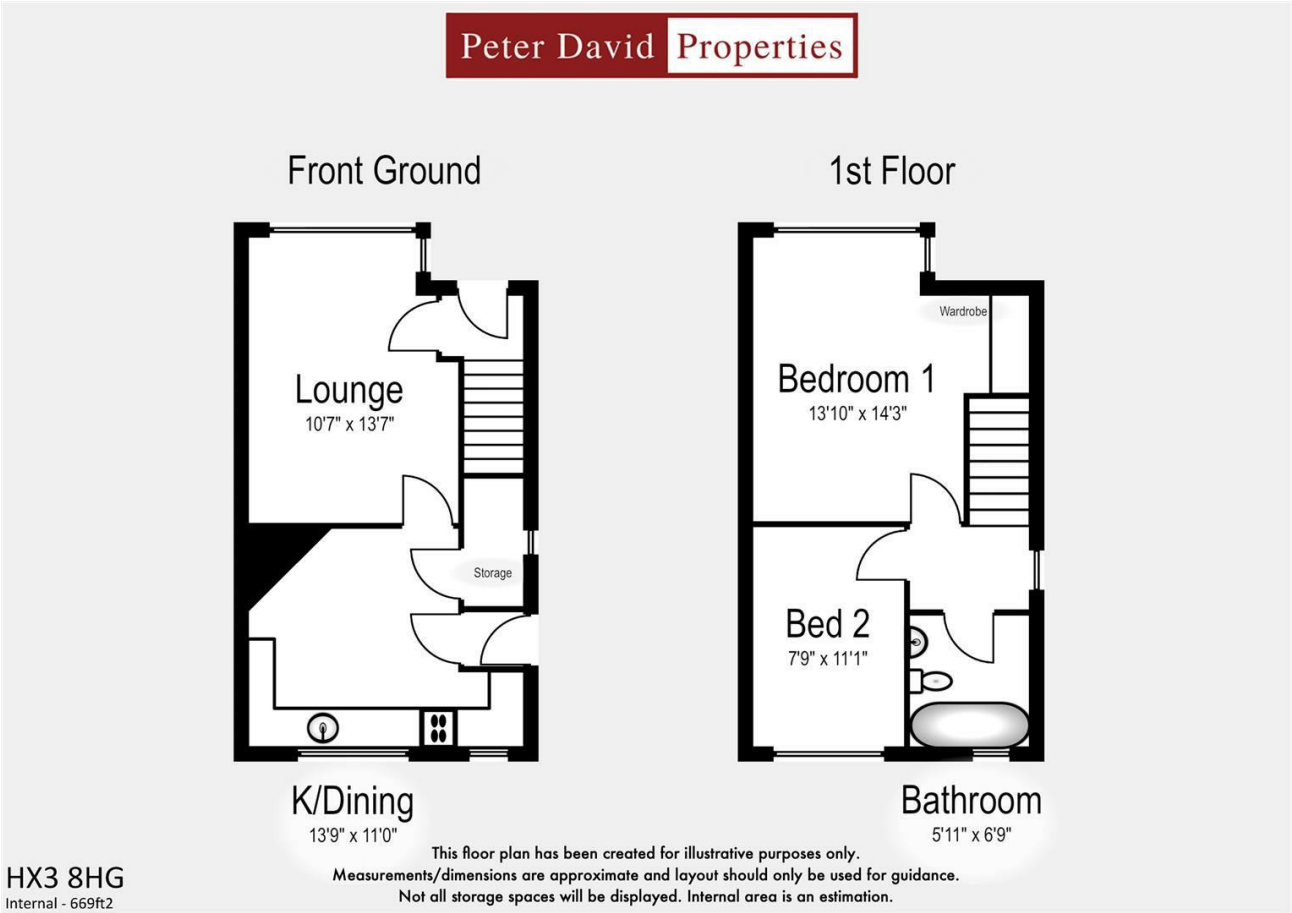 Peter David Properties
Front Ground
1st Floor
Wardrobe
Lounge
10'7" x 13'7"
Bedroom 1
13'10" x 14'3"
Storage
Bed 2
7'9" x 11'1"
K/Dining
13'9" x 11'0"
Bathroom
5'11" x 6'9"
This floor plan has been created for illustrative purposes only.
Measurements/dimensions are approximate and layout should only be used for guidance.
Not all storage spaces will be displayed. Internal area is an estimation.
HX3 8HG
Internal - 669ft2